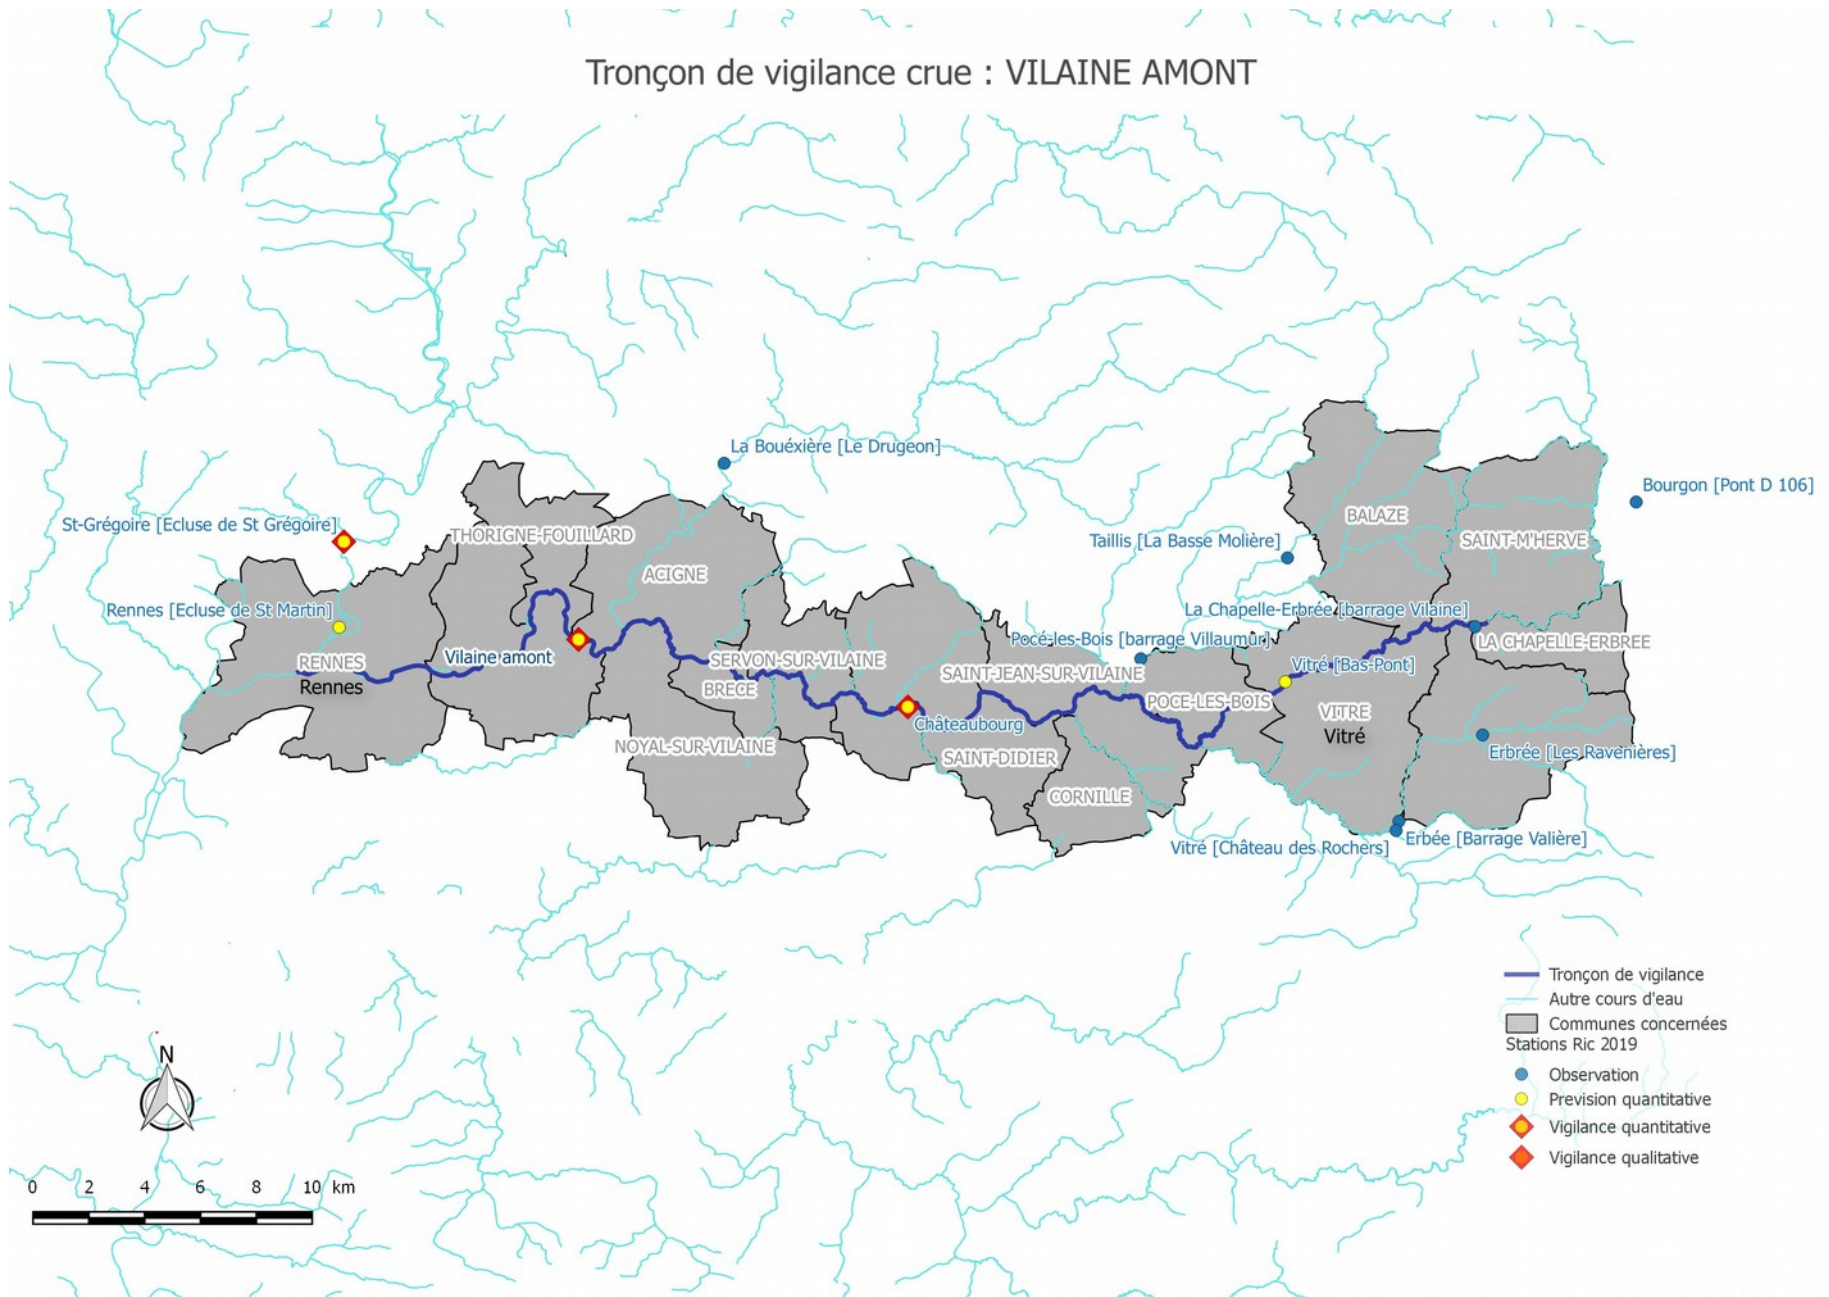 Tronçon de vigilance crue : VILAINE AMONT
La Bouéxière [Le Drugeon]
Bourgon [Pont D 106]
St-Grégoire [Ecluse de St Grégoire]
THORIGNE-FOUILLARD
BALAZE
SAINT-M'HERVE
Taillis [La Basse Molière]
ACIGNE
Rennes [Ecluse de St Martin]
La Chapelle-Erbrée [barrage Vilaine]
Pocé-les-Bois [barrage Villaumur]
LA CHAPELLE-ERBREE
Vilaine amont
RENNES
Rennes
SERVON-SUR-VILAINE
BRECE
SAINT-JEAN-SUR-VILAINE
Vitré [Bas-Pont]
POCE-LES-BOIS
VITRE
Vitré
Châteaubourg
NOYAL-SUR-VILAINE
SAINT-DIDIER
Erbrée [Les Ravenières]
CORNILLE
Vitré [Château des Rochers]
Erbée [Barrage Valière]
Tronçon de vigilance
Autre cours d'eau
Communes concernées
Stations Ric 2019
Observation
Prevision quantitative
Vigilance quantitative
Vigilance qualitative
N
0 2 4 6 8 10 km